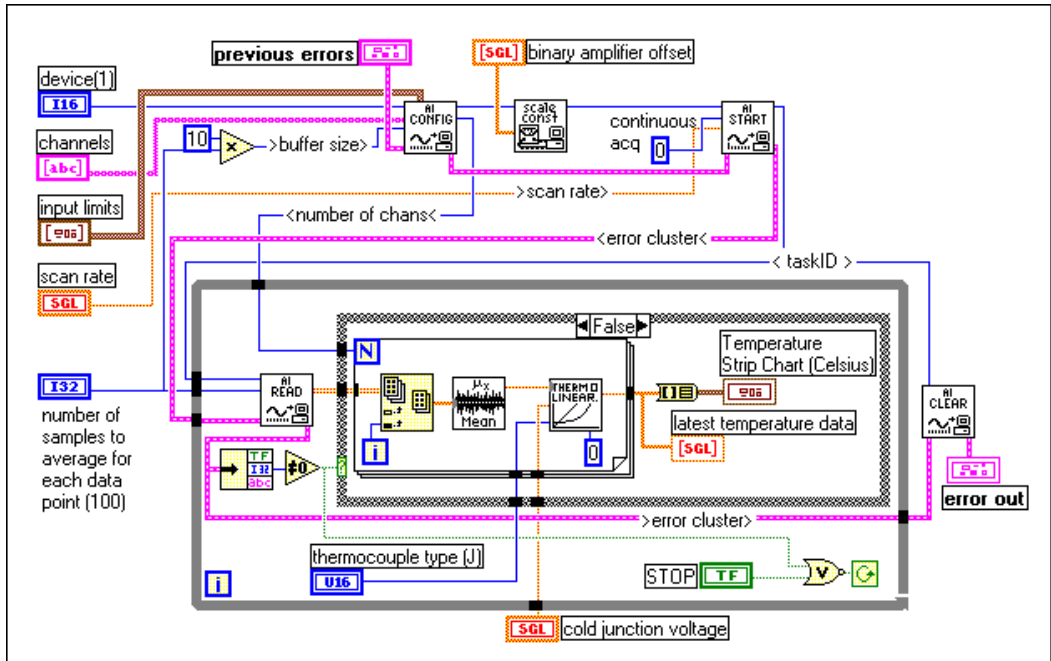 previous errors
[SGL] binary amplifier offset
device(1)
I16
AI
CONFIG
scale
const
continuous
acq
0
AI
START
channels
[abc]
10
x
>buffer size>
>scan rate>
input limits
<number of chans<
<error cluster<
scan rate
SGL
< taskID >
False
N
Temperature
Strip Chart (Celsius)
I32
AI
READ
μx
Mean
THERMO
LINEAR.
AI
CLEAR
number of
samples to
average for
each data
point (100)
i
0
latest temperature data
[SGL]
TF
I32
abc
≠0
?
error out
>error cluster>
thermocouple type (J)
U16
i
STOP
TF
V
SGL
cold junction voltage